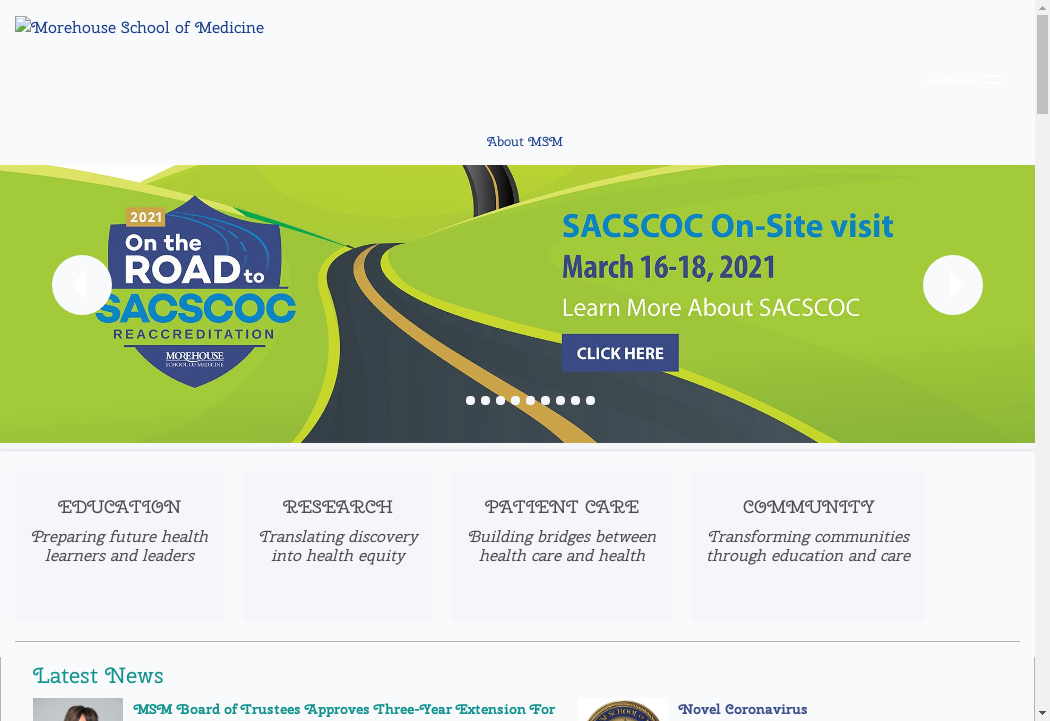 Morehouse School of Medicine
About MSM
2021
On the
ROAD to
SACSCOC
REACCREDITATION
MOREHOUSE
SCHOOL OF MEDICINE
SACSCOC On-Site visit
March 16-18, 2021
Learn More About SACSCOC
CLICK HERE
EDUCATION
Preparing future health
learners and leaders
RESEARCH
Translating discovery
into health equity
PATIENT CARE
Building bridges between
health care and health
COMMUNITY
Transforming communities
through education and care
Latest News
MSM Board of Trustees Approves Three-Year Extension For
Novel Coronavirus